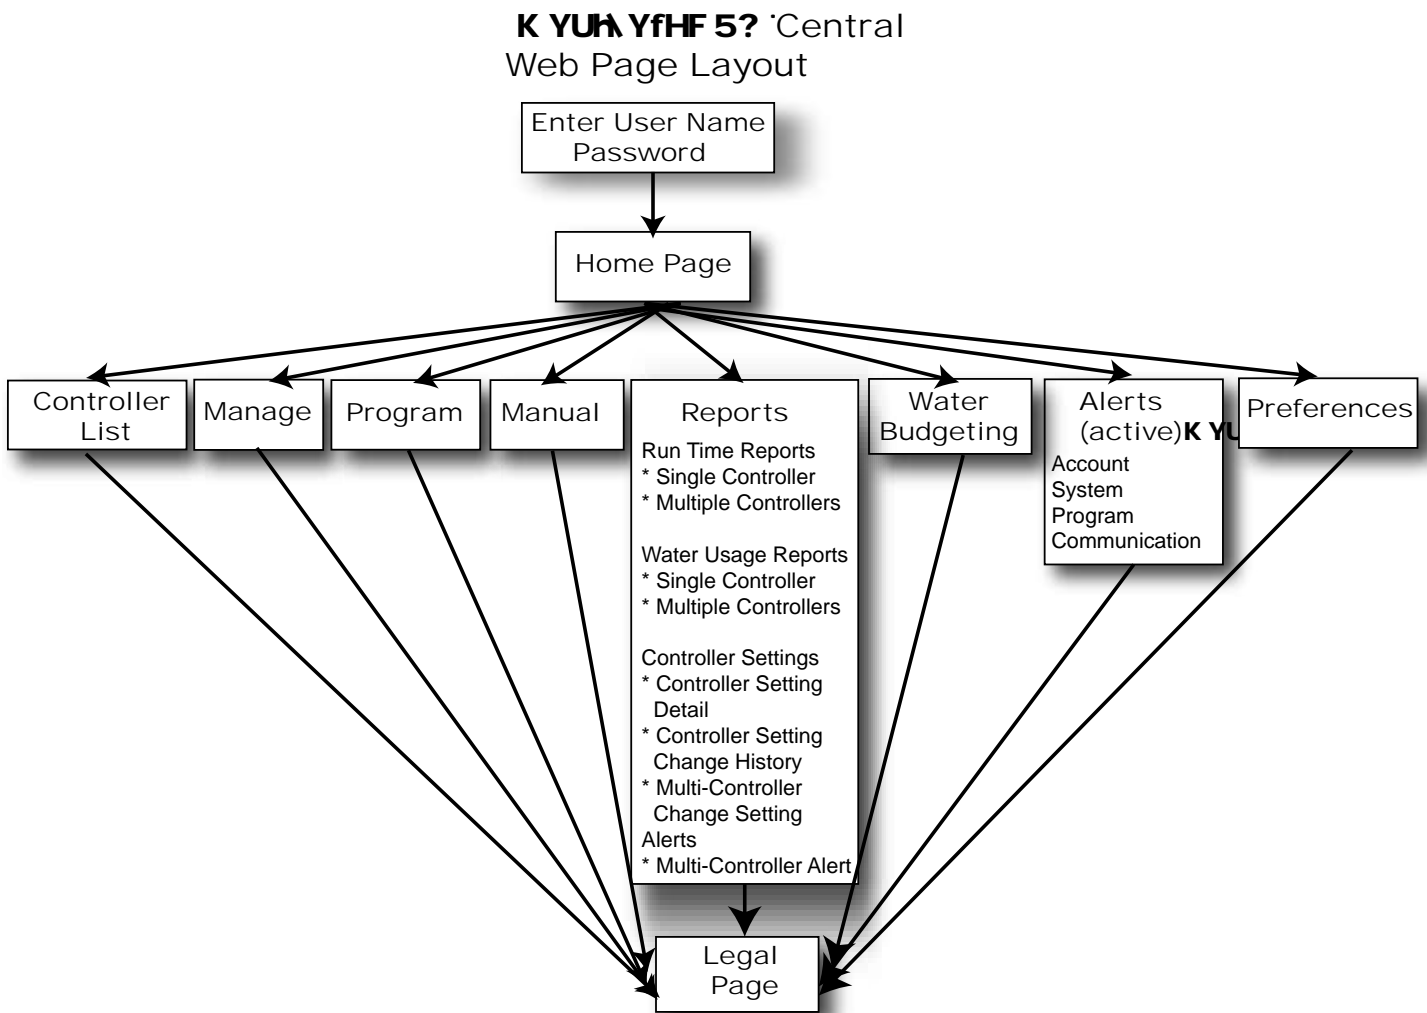 Central
Web Page Layout
Enter User Name
Password
Home Page
Controller
List
Manage
Program
Manual
Reports
Run Time Reports
* Single Controller
* Multiple Controllers
Water Usage Reports
* Single Controller
* Multiple Controllers
Controller Settings
* Controller Setting
Detail
* Controller Setting
Change History
* Multi-Controller
Change Setting
Alerts
* Multi-Controller Alert
Water
Budgeting
Alerts
(active)
Account
System
Program
Communication
Preferences
Legal
Page